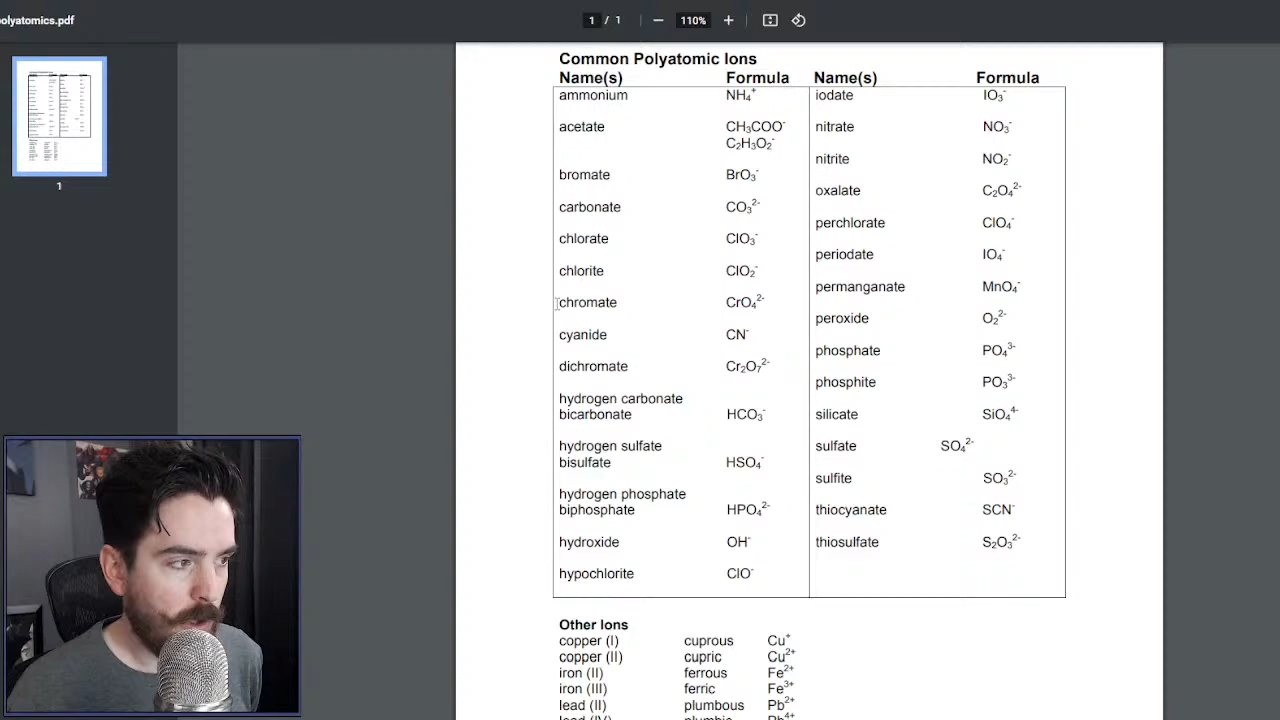 olyatomics.pdf
1 / 1 — 110% +
1
Common Polyatomic Ions
Name(s) Formula Name(s) Formula
ammonium NH₄⁺
acetate CH₃COO⁻
C₂H₃O₂⁻
bromate BrO₃⁻
carbonate CO₃²⁻
chlorate ClO₃⁻
chlorite ClO₂⁻
chromate CrO₄²⁻
cyanide CN⁻
dichromate Cr₂O₇²⁻
hydrogen carbonate
bicarbonate HCO₃⁻
hydrogen sulfate
bisulfate HSO₄⁻
hydrogen phosphate
biphosphate HPO₄²⁻
hydroxide OH⁻
hypochlorite ClO⁻
iodate IO₃⁻
nitrate NO₃⁻
nitrite NO₂⁻
oxalate C₂O₄²⁻
perchlorate ClO₄⁻
periodate IO₄⁻
permanganate MnO₄⁻
peroxide O₂²⁻
phosphate PO₄³⁻
phosphite PO₃³⁻
silicate SiO₄⁴⁻
sulfate SO₄²⁻
sulfite SO₃²⁻
thiocyanate SCN⁻
thiosulfate S₂O₃²⁻
Other Ions
copper (I) cuprous Cu⁺
copper (II) cupric Cu²⁺
iron (II) ferrous Fe²⁺
iron (III) ferric Fe³⁺
lead (II) plumbous Pb²⁺
lead (IV) plumbic Pb⁴⁺